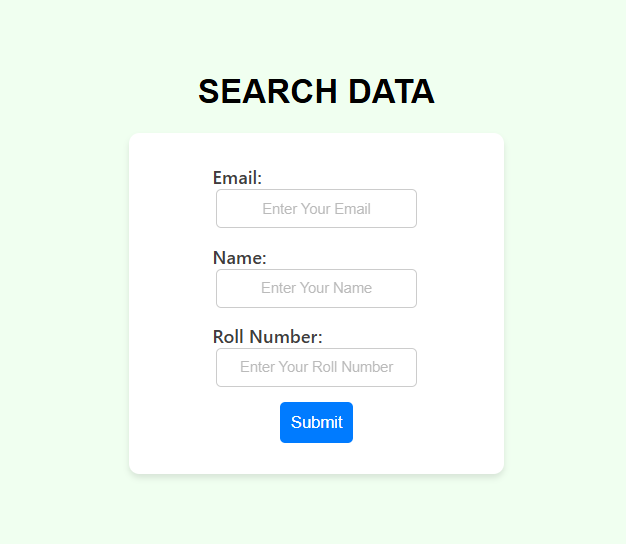 SEARCH DATA
Email:
Enter Your Email
Name:
Enter Your Name
Roll Number:
Enter Your Roll Number
Submit